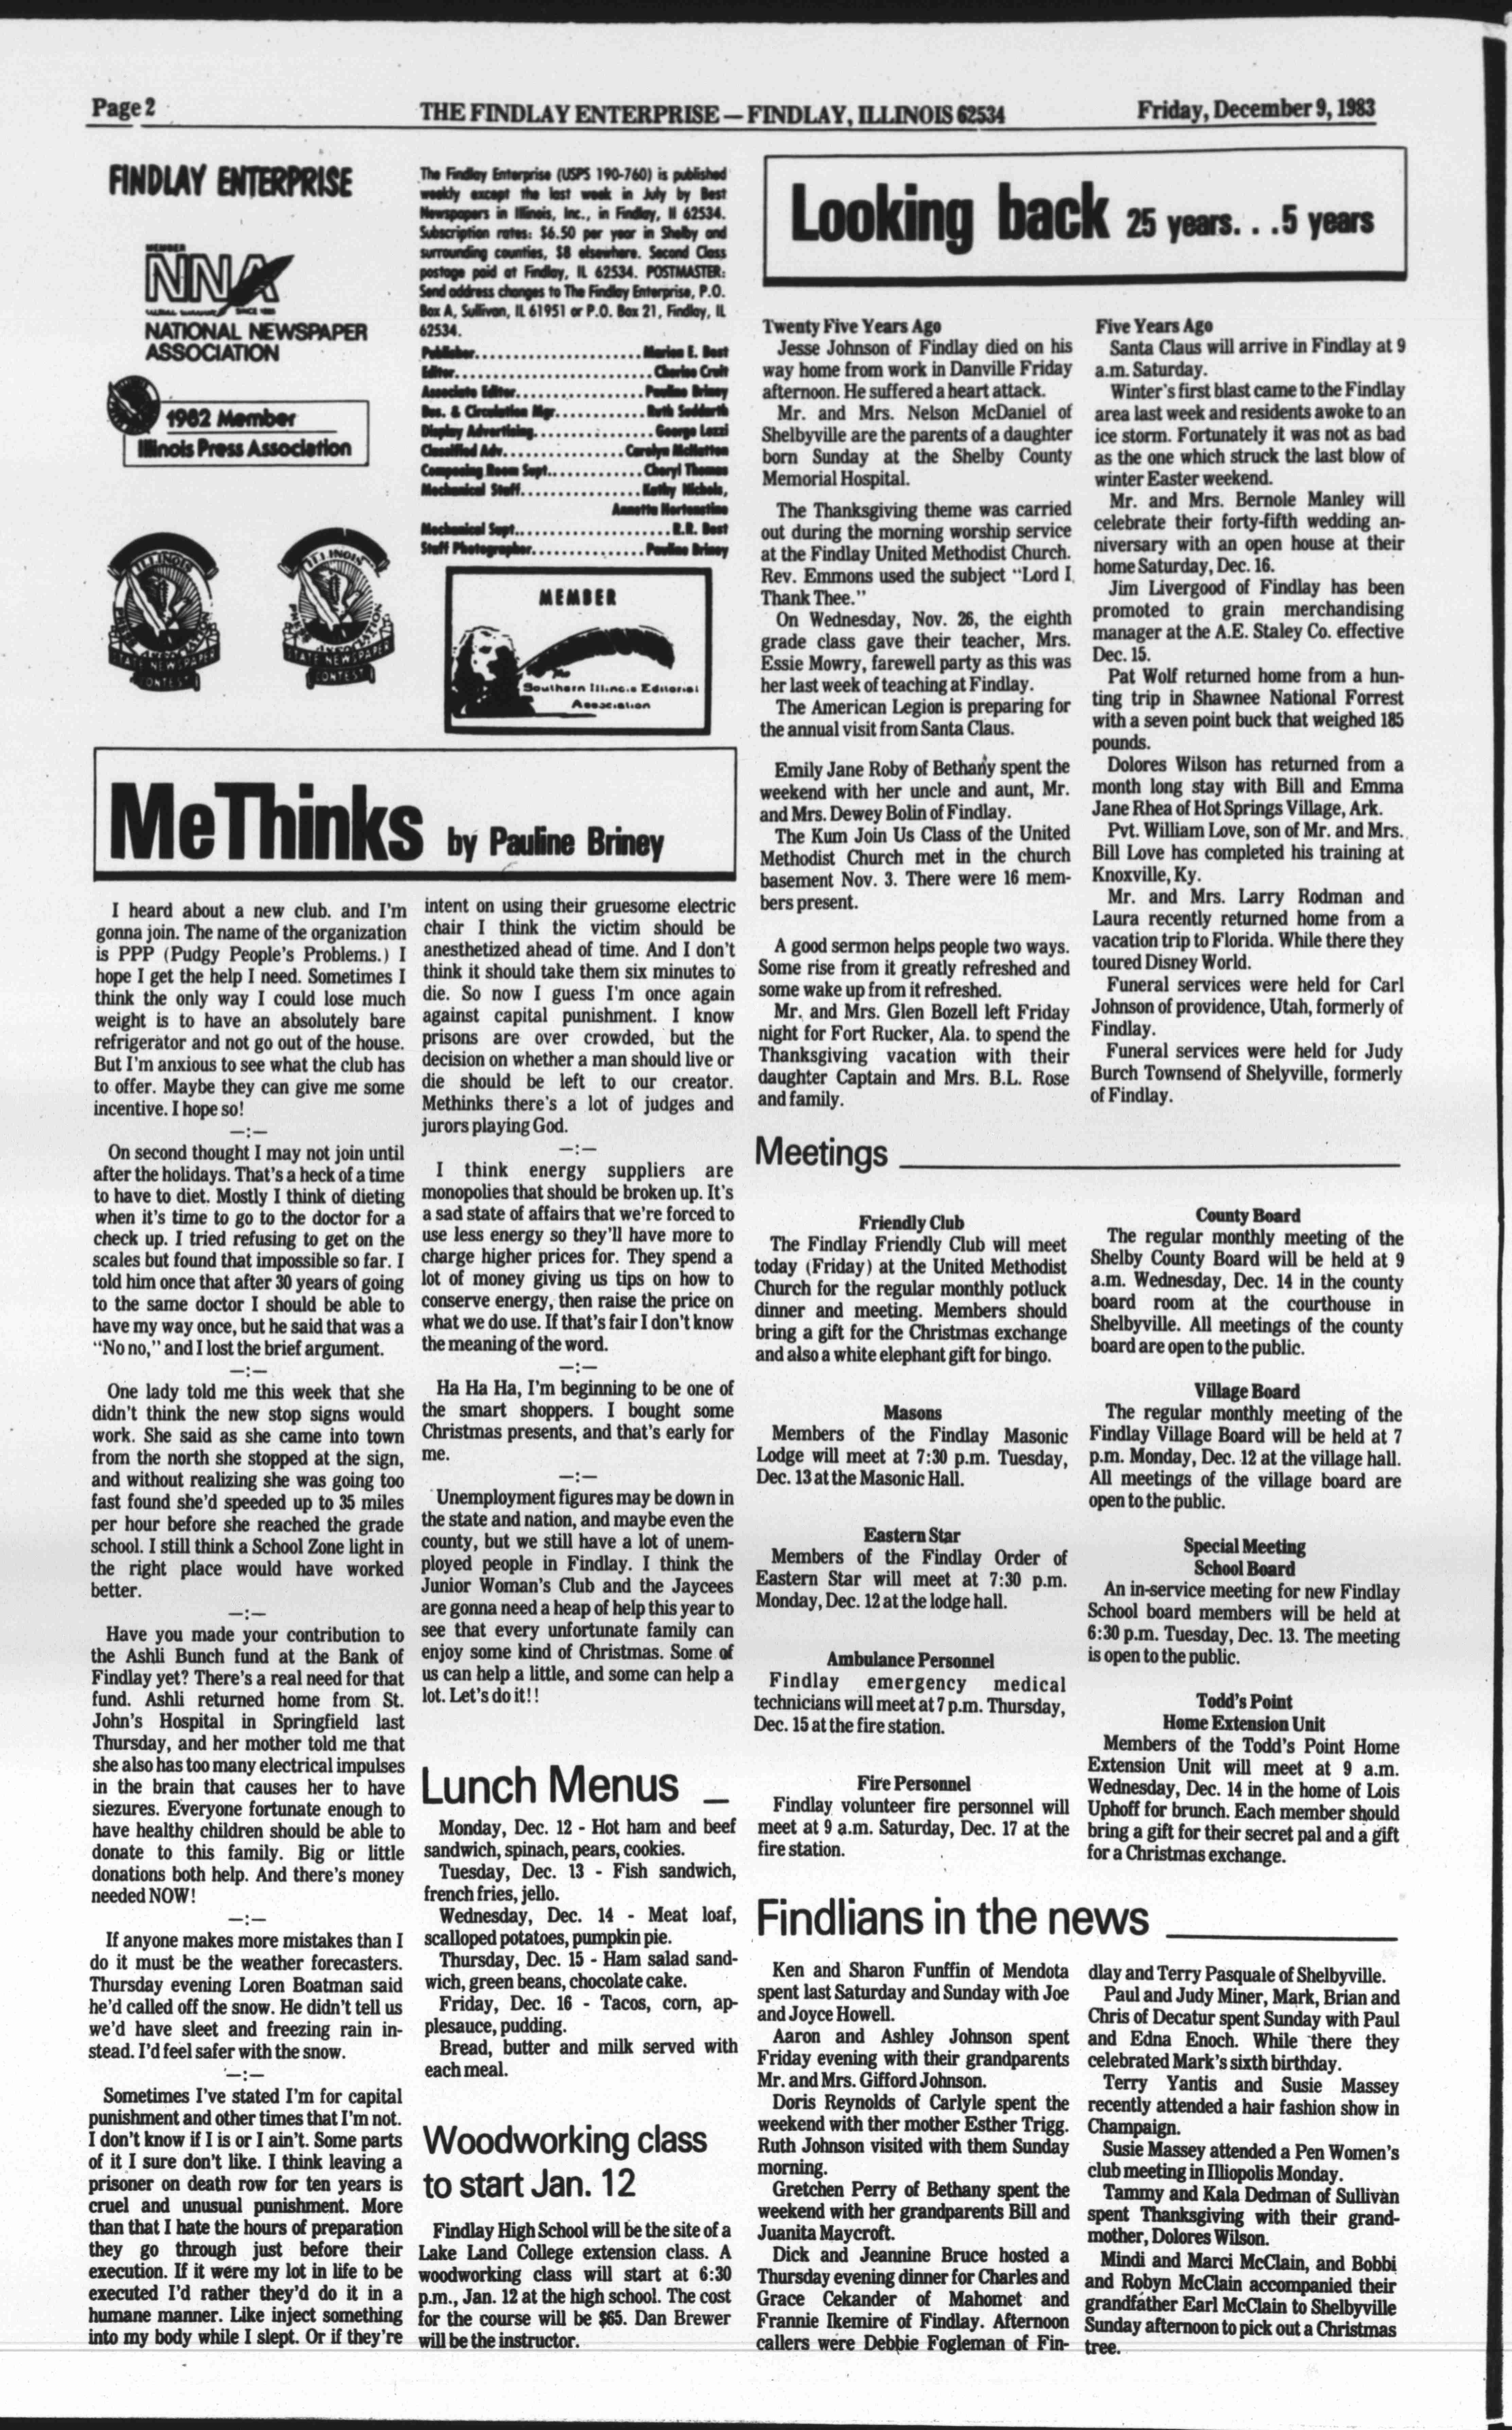 Page 2
THE FINDLAY ENTERPRISE — FINDLAY, ILLINOIS 62534
Friday, December 9, 1983
FINDLAY ENTERPRISE
MEMBER
NNA
SINCE 1885
NATIONAL NEWSPAPER
ASSOCIATION
1982 Member
Illinois Press Association
ILLINOIS
PRESS ASSOCIATION
STATE NEWSPAPER
CONTEST
ILLINOIS
PRESS ASSOCIATION
STATE NEWSPAPER
CONTEST
The Findlay Enterprise (USPS 190-760) is published
weekly except the last week in July by Best
Newspapers in Illinois, Inc., in Findlay, Il 62534.
Subscription rates: $6.50 per year in Shelby and
surrounding counties, $8 elsewhere. Second Class
postage paid at Findlay, IL 62534. POSTMASTER:
Send address changes to The Findlay Enterprise, P.O.
Box A, Sullivan, IL 61951 or P.O. Box 21, Findlay, IL
62534.
Publisher......................Marion E. Best
Editor............................Charise Cruit
Associate Editor..................Pauline Briney
Bus. & Circulation Mgr.............Ruth Suddarth
Display Advertising.................George Lezzi
Classified Adv.................Carolyn McHatton
Composing Room Supt.............Cheryl Thomas
Mechanical Staff.................Kathy Nichols,
Annette Hortenstine
Mechanical Supt......................R.R. Best
Staff Photographer................Pauline Briney
MEMBER
Southern Illinois Editorial
Association
MeThinks by Pauline Briney
I heard about a new club. and I'm
gonna join. The name of the organization
is PPP (Pudgy People's Problems.) I
hope I get the help I need. Sometimes I
think the only way I could lose much
weight is to have an absolutely bare
refrigerator and not go out of the house.
But I'm anxious to see what the club has
to offer. Maybe they can give me some
incentive. I hope so!
—:—
On second thought I may not join until
after the holidays. That's a heck of a time
to have to diet. Mostly I think of dieting
when it's time to go to the doctor for a
check up. I tried refusing to get on the
scales but found that impossible so far. I
told him once that after 30 years of going
to the same doctor I should be able to
have my way once, but he said that was a
"No no," and I lost the brief argument.
—:—
One lady told me this week that she
didn't think the new stop signs would
work. She said as she came into town
from the north she stopped at the sign,
and without realizing she was going too
fast found she'd speeded up to 35 miles
per hour before she reached the grade
school. I still think a School Zone light in
the right place would have worked
better.
—:—
Have you made your contribution to
the Ashli Bunch fund at the Bank of
Findlay yet? There's a real need for that
fund. Ashli returned home from St.
John's Hospital in Springfield last
Thursday, and her mother told me that
she also has too many electrical impulses
in the brain that causes her to have
siezures. Everyone fortunate enough to
have healthy children should be able to
donate to this family. Big or little
donations both help. And there's money
needed NOW!
—:—
If anyone makes more mistakes than I
do it must be the weather forecasters.
Thursday evening Loren Boatman said
he'd called off the snow. He didn't tell us
we'd have sleet and freezing rain in-
stead. I'd feel safer with the snow.
—:—
Sometimes I've stated I'm for capital
punishment and other times that I'm not.
I don't know if I is or I ain't. Some parts
of it I sure don't like. I think leaving a
prisoner on death row for ten years is
cruel and unusual punishment. More
than that I hate the hours of preparation
they go through just before their
execution. If it were my lot in life to be
executed I'd rather they'd do it in a
humane manner. Like inject something
into my body while I slept. Or if they're
intent on using their gruesome electric
chair I think the victim should be
anesthetized ahead of time. And I don't
think it should take them six minutes to
die. So now I guess I'm once again
against capital punishment. I know
prisons are over crowded, but the
decision on whether a man should live or
die should be left to our creator.
Methinks there's a lot of judges and
jurors playing God.
—:—
I think energy suppliers are
monopolies that should be broken up. It's
a sad state of affairs that we're forced to
use less energy so they'll have more to
charge higher prices for. They spend a
lot of money giving us tips on how to
conserve energy, then raise the price on
what we do use. If that's fair I don't know
the meaning of the word.
—:—
Ha Ha Ha, I'm beginning to be one of
the smart shoppers. I bought some
Christmas presents, and that's early for
me.
—:—
Unemployment figures may be down in
the state and nation, and maybe even the
county, but we still have a lot of unem-
ployed people in Findlay. I think the
Junior Woman's Club and the Jaycees
are gonna need a heap of help this year to
see that every unfortunate family can
enjoy some kind of Christmas. Some of
us can help a little, and some can help a
lot. Let's do it!!
Lunch Menus
Monday, Dec. 12 - Hot ham and beef
sandwich, spinach, pears, cookies.
Tuesday, Dec. 13 - Fish sandwich,
french fries, jello.
Wednesday, Dec. 14 - Meat loaf,
scalloped potatoes, pumpkin pie.
Thursday, Dec. 15 - Ham salad sand-
wich, green beans, chocolate cake.
Friday, Dec. 16 - Tacos, corn, ap-
plesauce, pudding.
Bread, butter and milk served with
each meal.
Woodworking class
to start Jan. 12
Findlay High School will be the site of a
Lake Land College extension class. A
woodworking class will start at 6:30
p.m., Jan. 12 at the high school. The cost
for the course will be $65. Dan Brewer
will be the instructor.
Looking back 25 years. . .5 years
Twenty Five Years Ago
Jesse Johnson of Findlay died on his
way home from work in Danville Friday
afternoon. He suffered a heart attack.
Mr. and Mrs. Nelson McDaniel of
Shelbyville are the parents of a daughter
born Sunday at the Shelby County
Memorial Hospital.
The Thanksgiving theme was carried
out during the morning worship service
at the Findlay United Methodist Church.
Rev. Emmons used the subject "Lord I
Thank Thee."
On Wednesday, Nov. 26, the eighth
grade class gave their teacher, Mrs.
Essie Mowry, farewell party as this was
her last week of teaching at Findlay.
The American Legion is preparing for
the annual visit from Santa Claus.
Emily Jane Roby of Bethany spent the
weekend with her uncle and aunt, Mr.
and Mrs. Dewey Bolin of Findlay.
The Kum Join Us Class of the United
Methodist Church met in the church
basement Nov. 3. There were 16 mem-
bers present.
A good sermon helps people two ways.
Some rise from it greatly refreshed and
some wake up from it refreshed.
Mr. and Mrs. Glen Bozell left Friday
night for Fort Rucker, Ala. to spend the
Thanksgiving vacation with their
daughter Captain and Mrs. B.L. Rose
and family.
Five Years Ago
Santa Claus will arrive in Findlay at 9
a.m. Saturday.
Winter's first blast came to the Findlay
area last week and residents awoke to an
ice storm. Fortunately it was not as bad
as the one which struck the last blow of
winter Easter weekend.
Mr. and Mrs. Bernole Manley will
celebrate their forty-fifth wedding an-
niversary with an open house at their
home Saturday, Dec. 16.
Jim Livergood of Findlay has been
promoted to grain merchandising
manager at the A.E. Staley Co. effective
Dec. 15.
Pat Wolf returned home from a hun-
ting trip in Shawnee National Forrest
with a seven point buck that weighed 185
pounds.
Dolores Wilson has returned from a
month long stay with Bill and Emma
Jane Rhea of Hot Springs Village, Ark.
Pvt. William Love, son of Mr. and Mrs.
Bill Love has completed his training at
Knoxville, Ky.
Mr. and Mrs. Larry Rodman and
Laura recently returned home from a
vacation trip to Florida. While there they
toured Disney World.
Funeral services were held for Carl
Johnson of providence, Utah, formerly of
Findlay.
Funeral services were held for Judy
Burch Townsend of Shelyville, formerly
of Findlay.
Meetings
Friendly Club
The Findlay Friendly Club will meet
today (Friday) at the United Methodist
Church for the regular monthly potluck
dinner and meeting. Members should
bring a gift for the Christmas exchange
and also a white elephant gift for bingo.
Masons
Members of the Findlay Masonic
Lodge will meet at 7:30 p.m. Tuesday,
Dec. 13 at the Masonic Hall.
Eastern Star
Members of the Findlay Order of
Eastern Star will meet at 7:30 p.m.
Monday, Dec. 12 at the lodge hall.
Ambulance Personnel
Findlay emergency medical
technicians will meet at 7 p.m. Thursday,
Dec. 15 at the fire station.
Fire Personnel
Findlay volunteer fire personnel will
meet at 9 a.m. Saturday, Dec. 17 at the
fire station.
County Board
The regular monthly meeting of the
Shelby County Board will be held at 9
a.m. Wednesday, Dec. 14 in the county
board room at the courthouse in
Shelbyville. All meetings of the county
board are open to the public.
Village Board
The regular monthly meeting of the
Findlay Village Board will be held at 7
p.m. Monday, Dec. 12 at the village hall.
All meetings of the village board are
open to the public.
Special Meeting
School Board
An in-service meeting for new Findlay
School board members will be held at
6:30 p.m. Tuesday, Dec. 13. The meeting
is open to the public.
Todd's Point
Home Extension Unit
Members of the Todd's Point Home
Extension Unit will meet at 9 a.m.
Wednesday, Dec. 14 in the home of Lois
Uphoff for brunch. Each member should
bring a gift for their secret pal and a gift
for a Christmas exchange.
Findlians in the news
Ken and Sharon Funffin of Mendota
spent last Saturday and Sunday with Joe
and Joyce Howell.
Aaron and Ashley Johnson spent
Friday evening with their grandparents
Mr. and Mrs. Gifford Johnson.
Doris Reynolds of Carlyle spent the
weekend with ther mother Esther Trigg.
Ruth Johnson visited with them Sunday
morning.
Gretchen Perry of Bethany spent the
weekend with her grandparents Bill and
Juanita Maycroft.
Dick and Jeannine Bruce hosted a
Thursday evening dinner for Charles and
Grace Cekander of Mahomet and
Frannie Ikemire of Findlay. Afternoon
callers were Debbie Fogleman of Fin-
dlay and Terry Pasquale of Shelbyville.
Paul and Judy Miner, Mark, Brian and
Chris of Decatur spent Sunday with Paul
and Edna Enoch. While there they
celebrated Mark's sixth birthday.
Terry Yantis and Susie Massey
recently attended a hair fashion show in
Champaign.
Susie Massey attended a Pen Women's
club meeting in Illiopolis Monday.
Tammy and Kala Dedman of Sullivan
spent Thanksgiving with their grand-
mother, Dolores Wilson.
Mindi and Marci McClain, and Bobbi
and Robyn McClain accompanied their
grandfather Earl McClain to Shelbyville
Sunday afternoon to pick out a Christmas
tree.